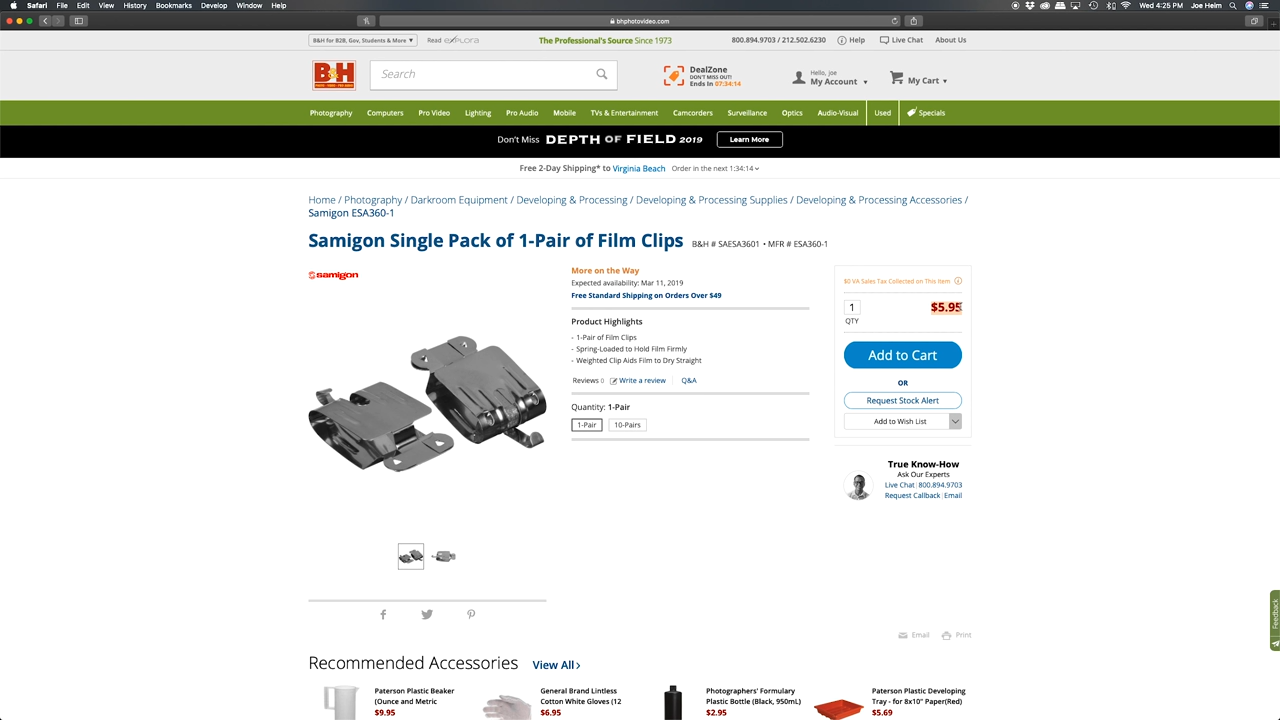 Safari File Edit View History Bookmarks Develop Window Help
4:25 PM Joe Helm
bhphotovideo.com
B&H for B2B, Gov, Students & More ▾ Read eXPLORA The Professional's Source Since 1973 800.894.9703 / 212.502.6230 Help Live Chat About Us
B&H
PHOTO · VIDEO · PRO AUDIO
Search
DealZone
DON'T MISS OUT!
Ends In 07:34:14
Hello, joe
My Account
My Cart
Photography Computers Pro Video Lighting Pro Audio Mobile TVs & Entertainment Camcorders Surveillance Optics Audio-Visual Used Specials
Don't Miss DEPTH OF FIELD 2019 Learn More
Free 2-Day Shipping* to Virginia Beach Order in the next 1:34:14
Home / Photography / Darkroom Equipment / Developing & Processing / Developing & Processing Supplies / Developing & Processing Accessories /
Samigon ESA360-1
Samigon Single Pack of 1-Pair of Film Clips B&H # SAESA3601 • MFR # ESA360-1
samigon
More on the Way
Expected availability: Mar 11, 2019
Free Standard Shipping on Orders Over $49
Product Highlights
- 1-Pair of Film Clips
- Spring-Loaded to Hold Film Firmly
- Weighted Clip Aids Film to Dry Straight
Reviews 0 Write a review Q&A
Quantity: 1-Pair
1-Pair 10-Pairs
$0 VA Sales Tax Collected on This Item
1 $5.95
QTY
Add to Cart
OR
Request Stock Alert
Add to Wish List
True Know-How
Ask Our Experts
Live Chat 800.894.9703
Request Callback Email
Feedback
Email Print
Recommended Accessories View All ›
Paterson Plastic Beaker
(Ounce and Metric
$9.95
General Brand Lintless
Cotton White Gloves (12
$6.95
Photographers' Formulary
Plastic Bottle (Black, 950mL)
$2.95
Paterson Plastic Developing
Tray - for 8x10" Paper(Red)
$5.69